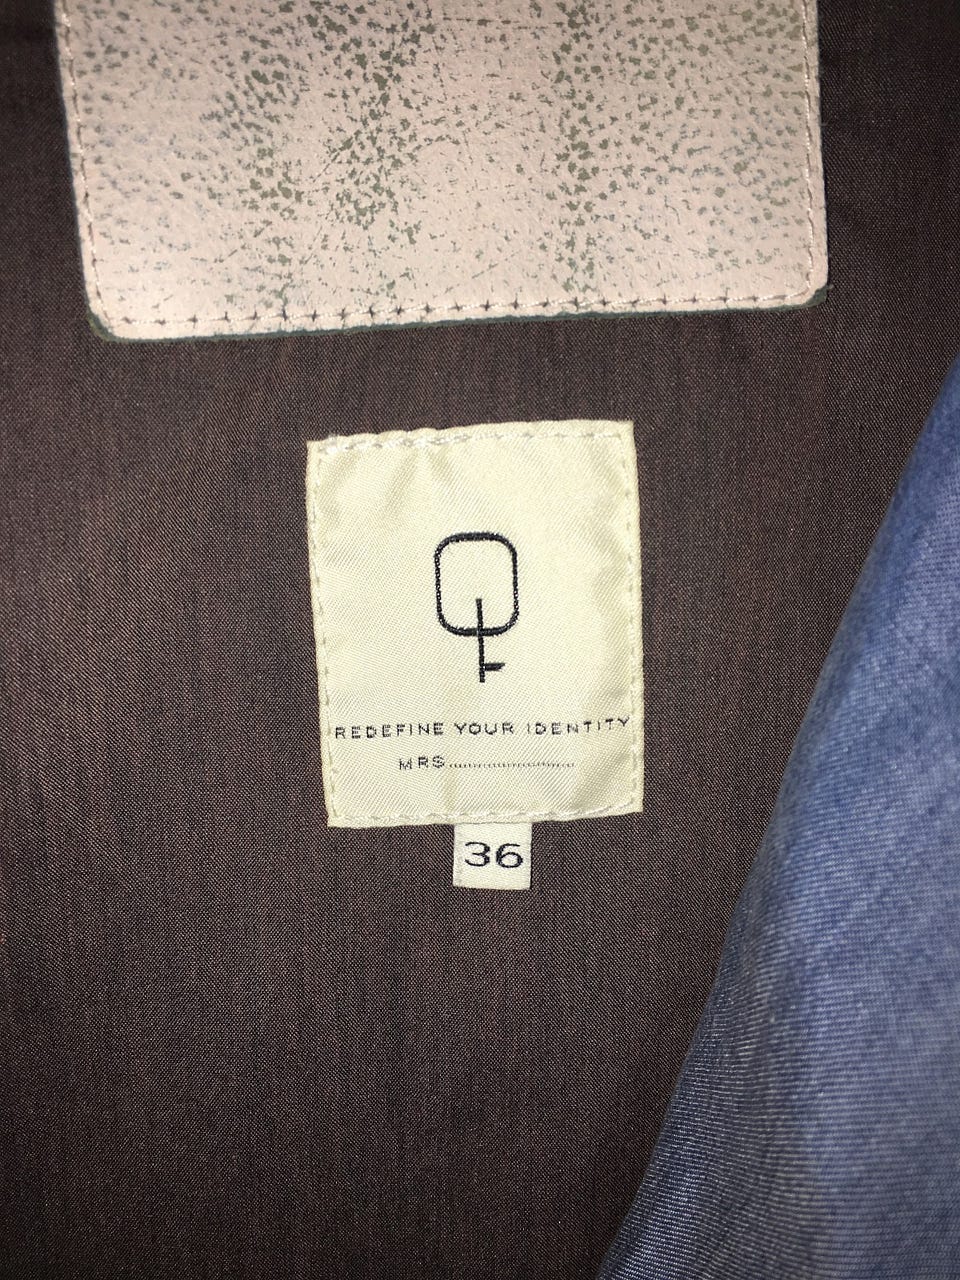 REDEFINE YOUR IDENTITY
MRS........................
36